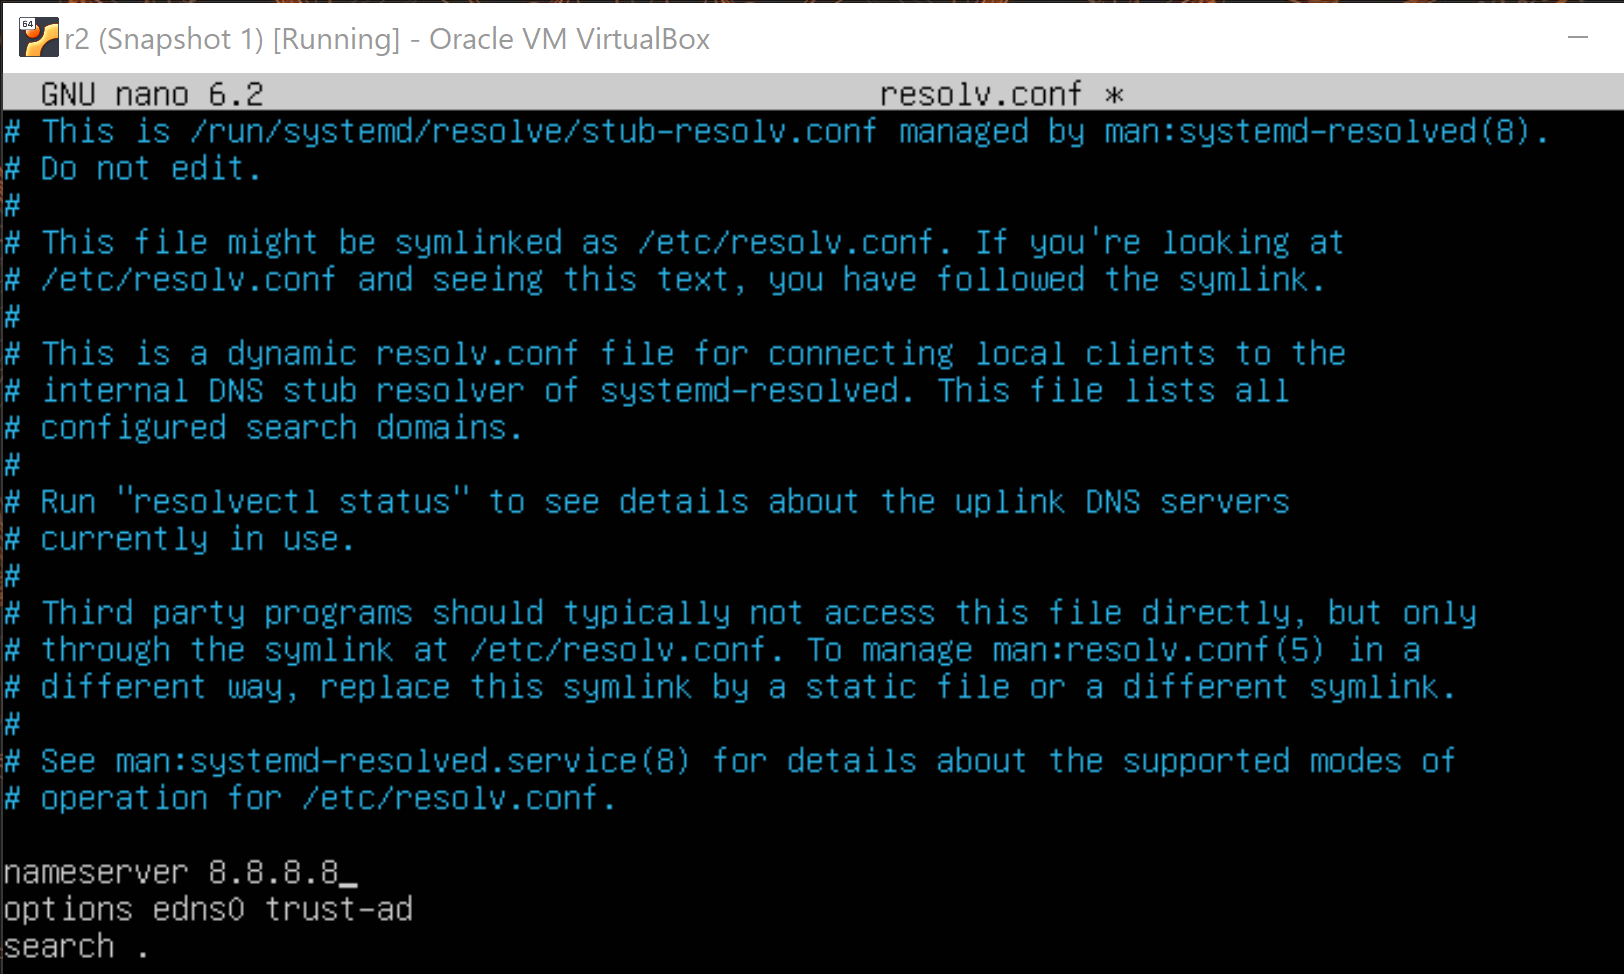 64
r2 (Snapshot 1) [Running] - Oracle VM VirtualBox
GNU nano 6.2 resolv.conf *
# This is /run/systemd/resolve/stub-resolv.conf managed by man:systemd-resolved(8).
# Do not edit.
#
# This file might be symlinked as /etc/resolv.conf. If you're looking at
# /etc/resolv.conf and seeing this text, you have followed the symlink.
#
# This is a dynamic resolv.conf file for connecting local clients to the
# internal DNS stub resolver of systemd-resolved. This file lists all
# configured search domains.
#
# Run "resolvectl status" to see details about the uplink DNS servers
# currently in use.
#
# Third party programs should typically not access this file directly, but only
# through the symlink at /etc/resolv.conf. To manage man:resolv.conf(5) in a
# different way, replace this symlink by a static file or a different symlink.
#
# See man:systemd-resolved.service(8) for details about the supported modes of
# operation for /etc/resolv.conf.
nameserver 8.8.8.8_
options edns0 trust-ad
search .